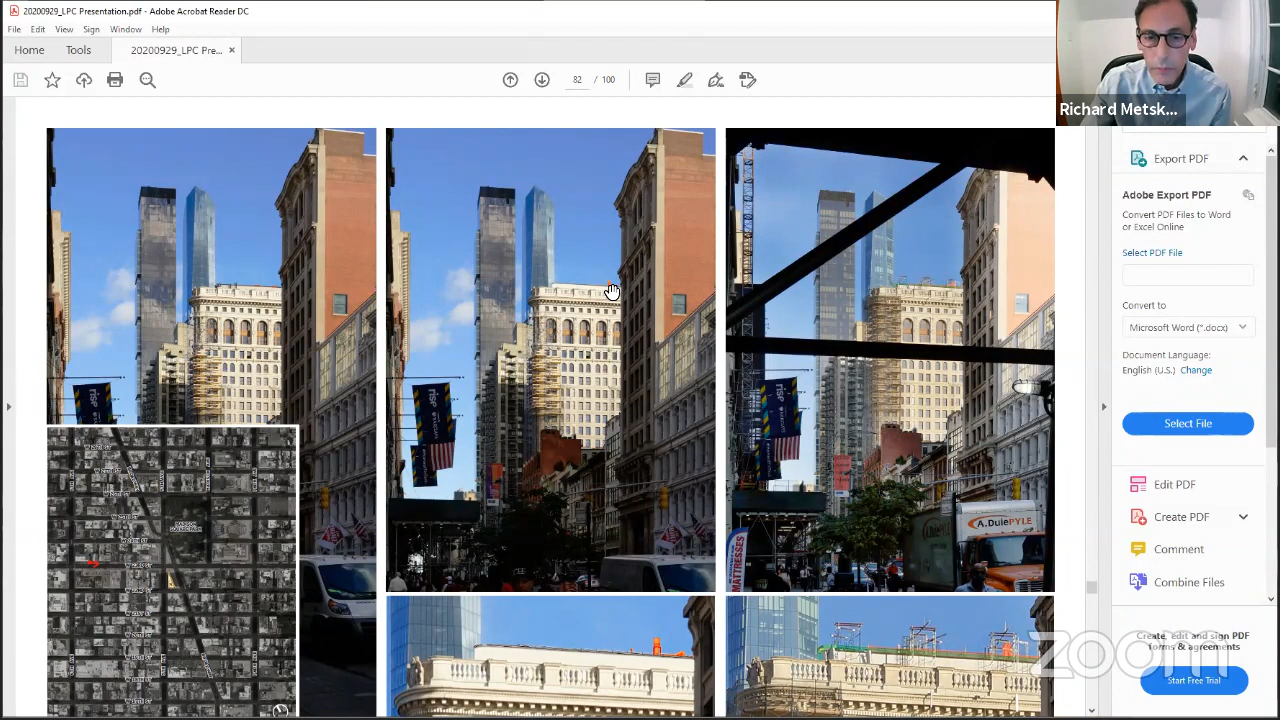 20200929_LPC Presentation.pdf - Adobe Acrobat Reader DC
File Edit View Sign Window Help
Home Tools 20200929_LPC Pre... ×
82 / 100
Richard Metsk...
Export PDF
Adobe Export PDF
Convert PDF Files to Word
or Excel Online
Select PDF File
Convert to
Microsoft Word (*.docx)
Document Language:
English (U.S.) Change
Select File
Edit PDF
Create PDF
Comment
Combine Files
Create, edit and sign PDF
forms & agreements
Start Free Trial
zoom
rise
A. Duie PYLE
MATTRESSES